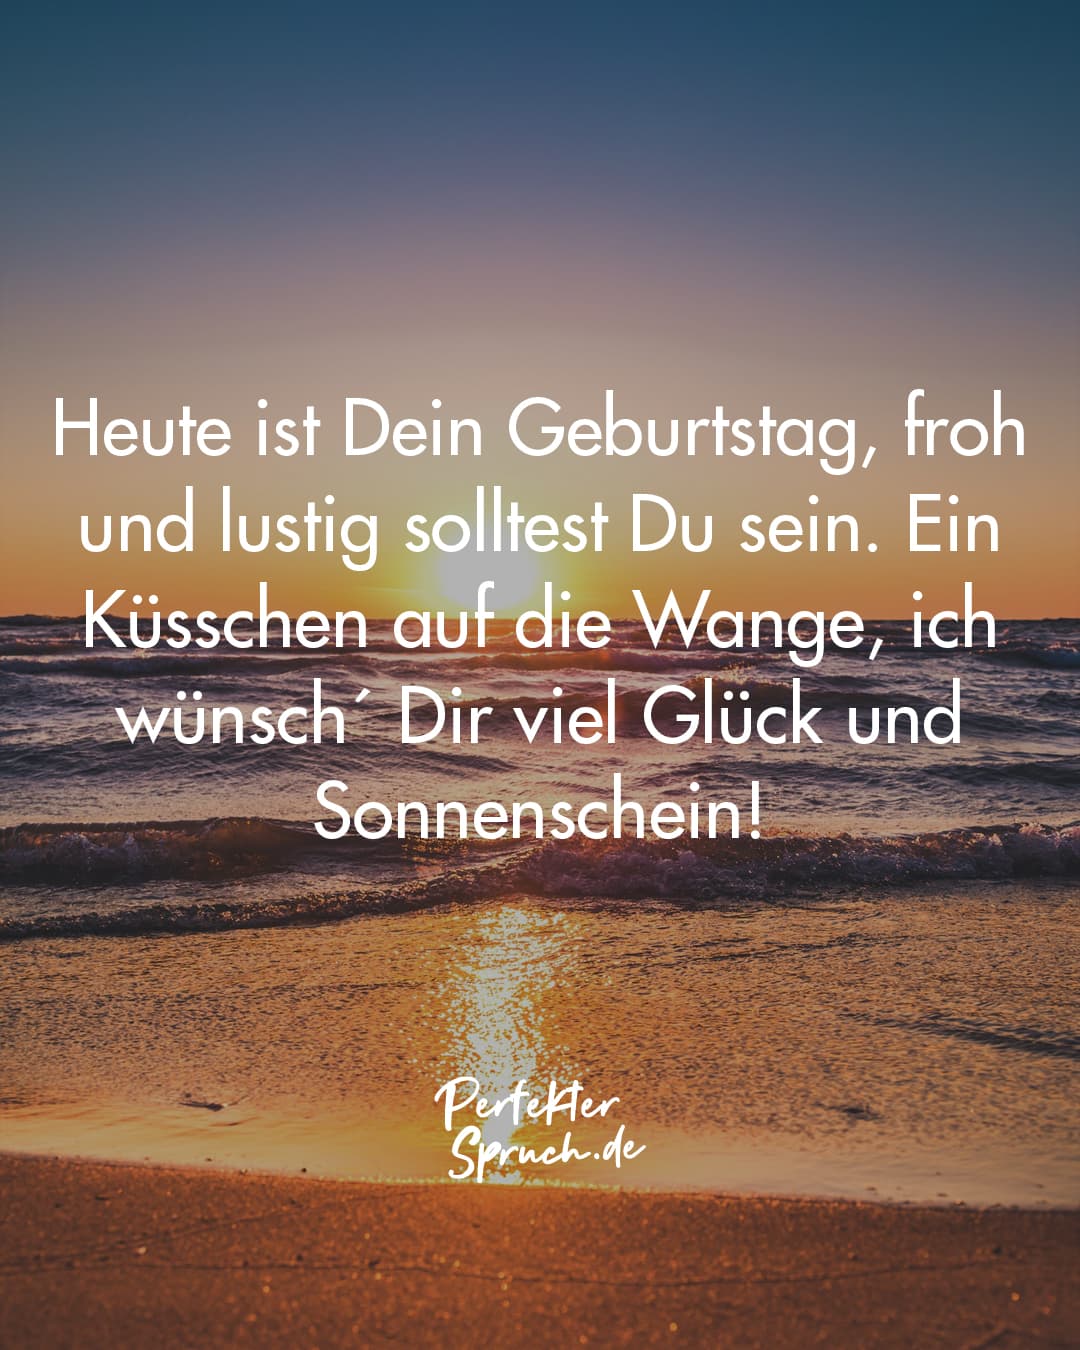 Heute ist Dein Geburtstag, froh
und lustig solltest Du sein. Ein
Küsschen auf die Wange, ich
wünsch´ Dir viel Glück und
Sonnenschein!
Perfekter
Spruch.de